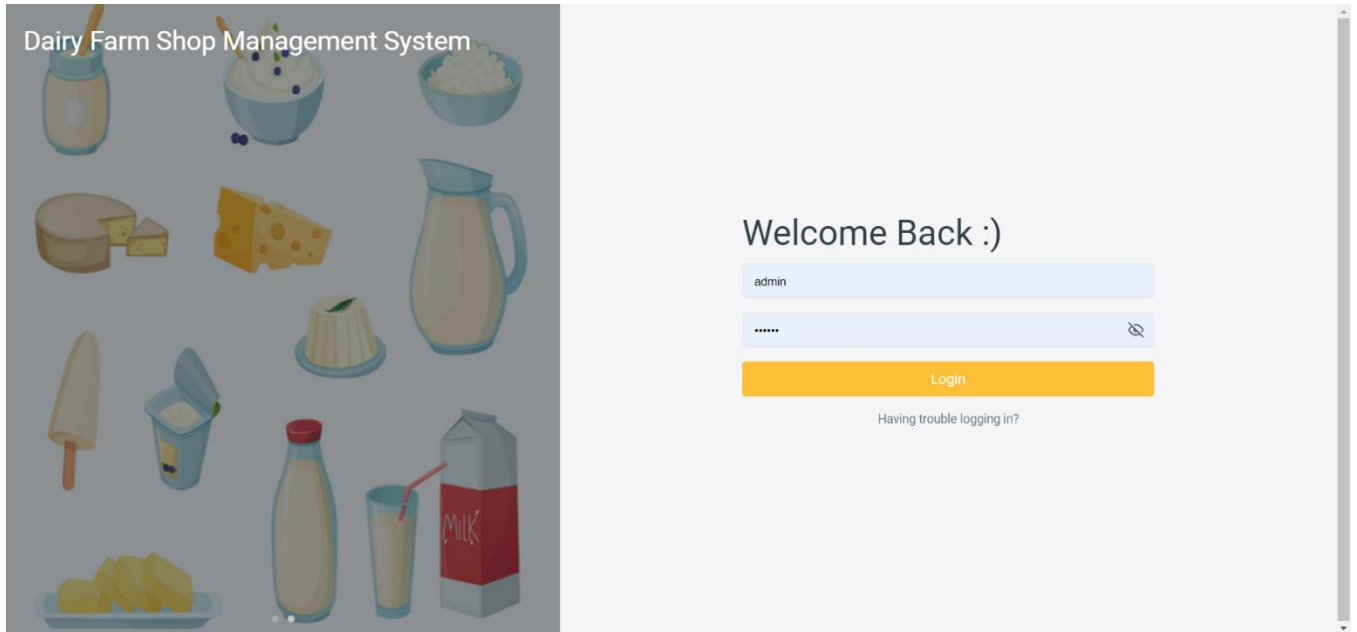 Dairy Farm Shop Management System
Welcome Back :)
admin
••••••
Login
Having trouble logging in?
MILK